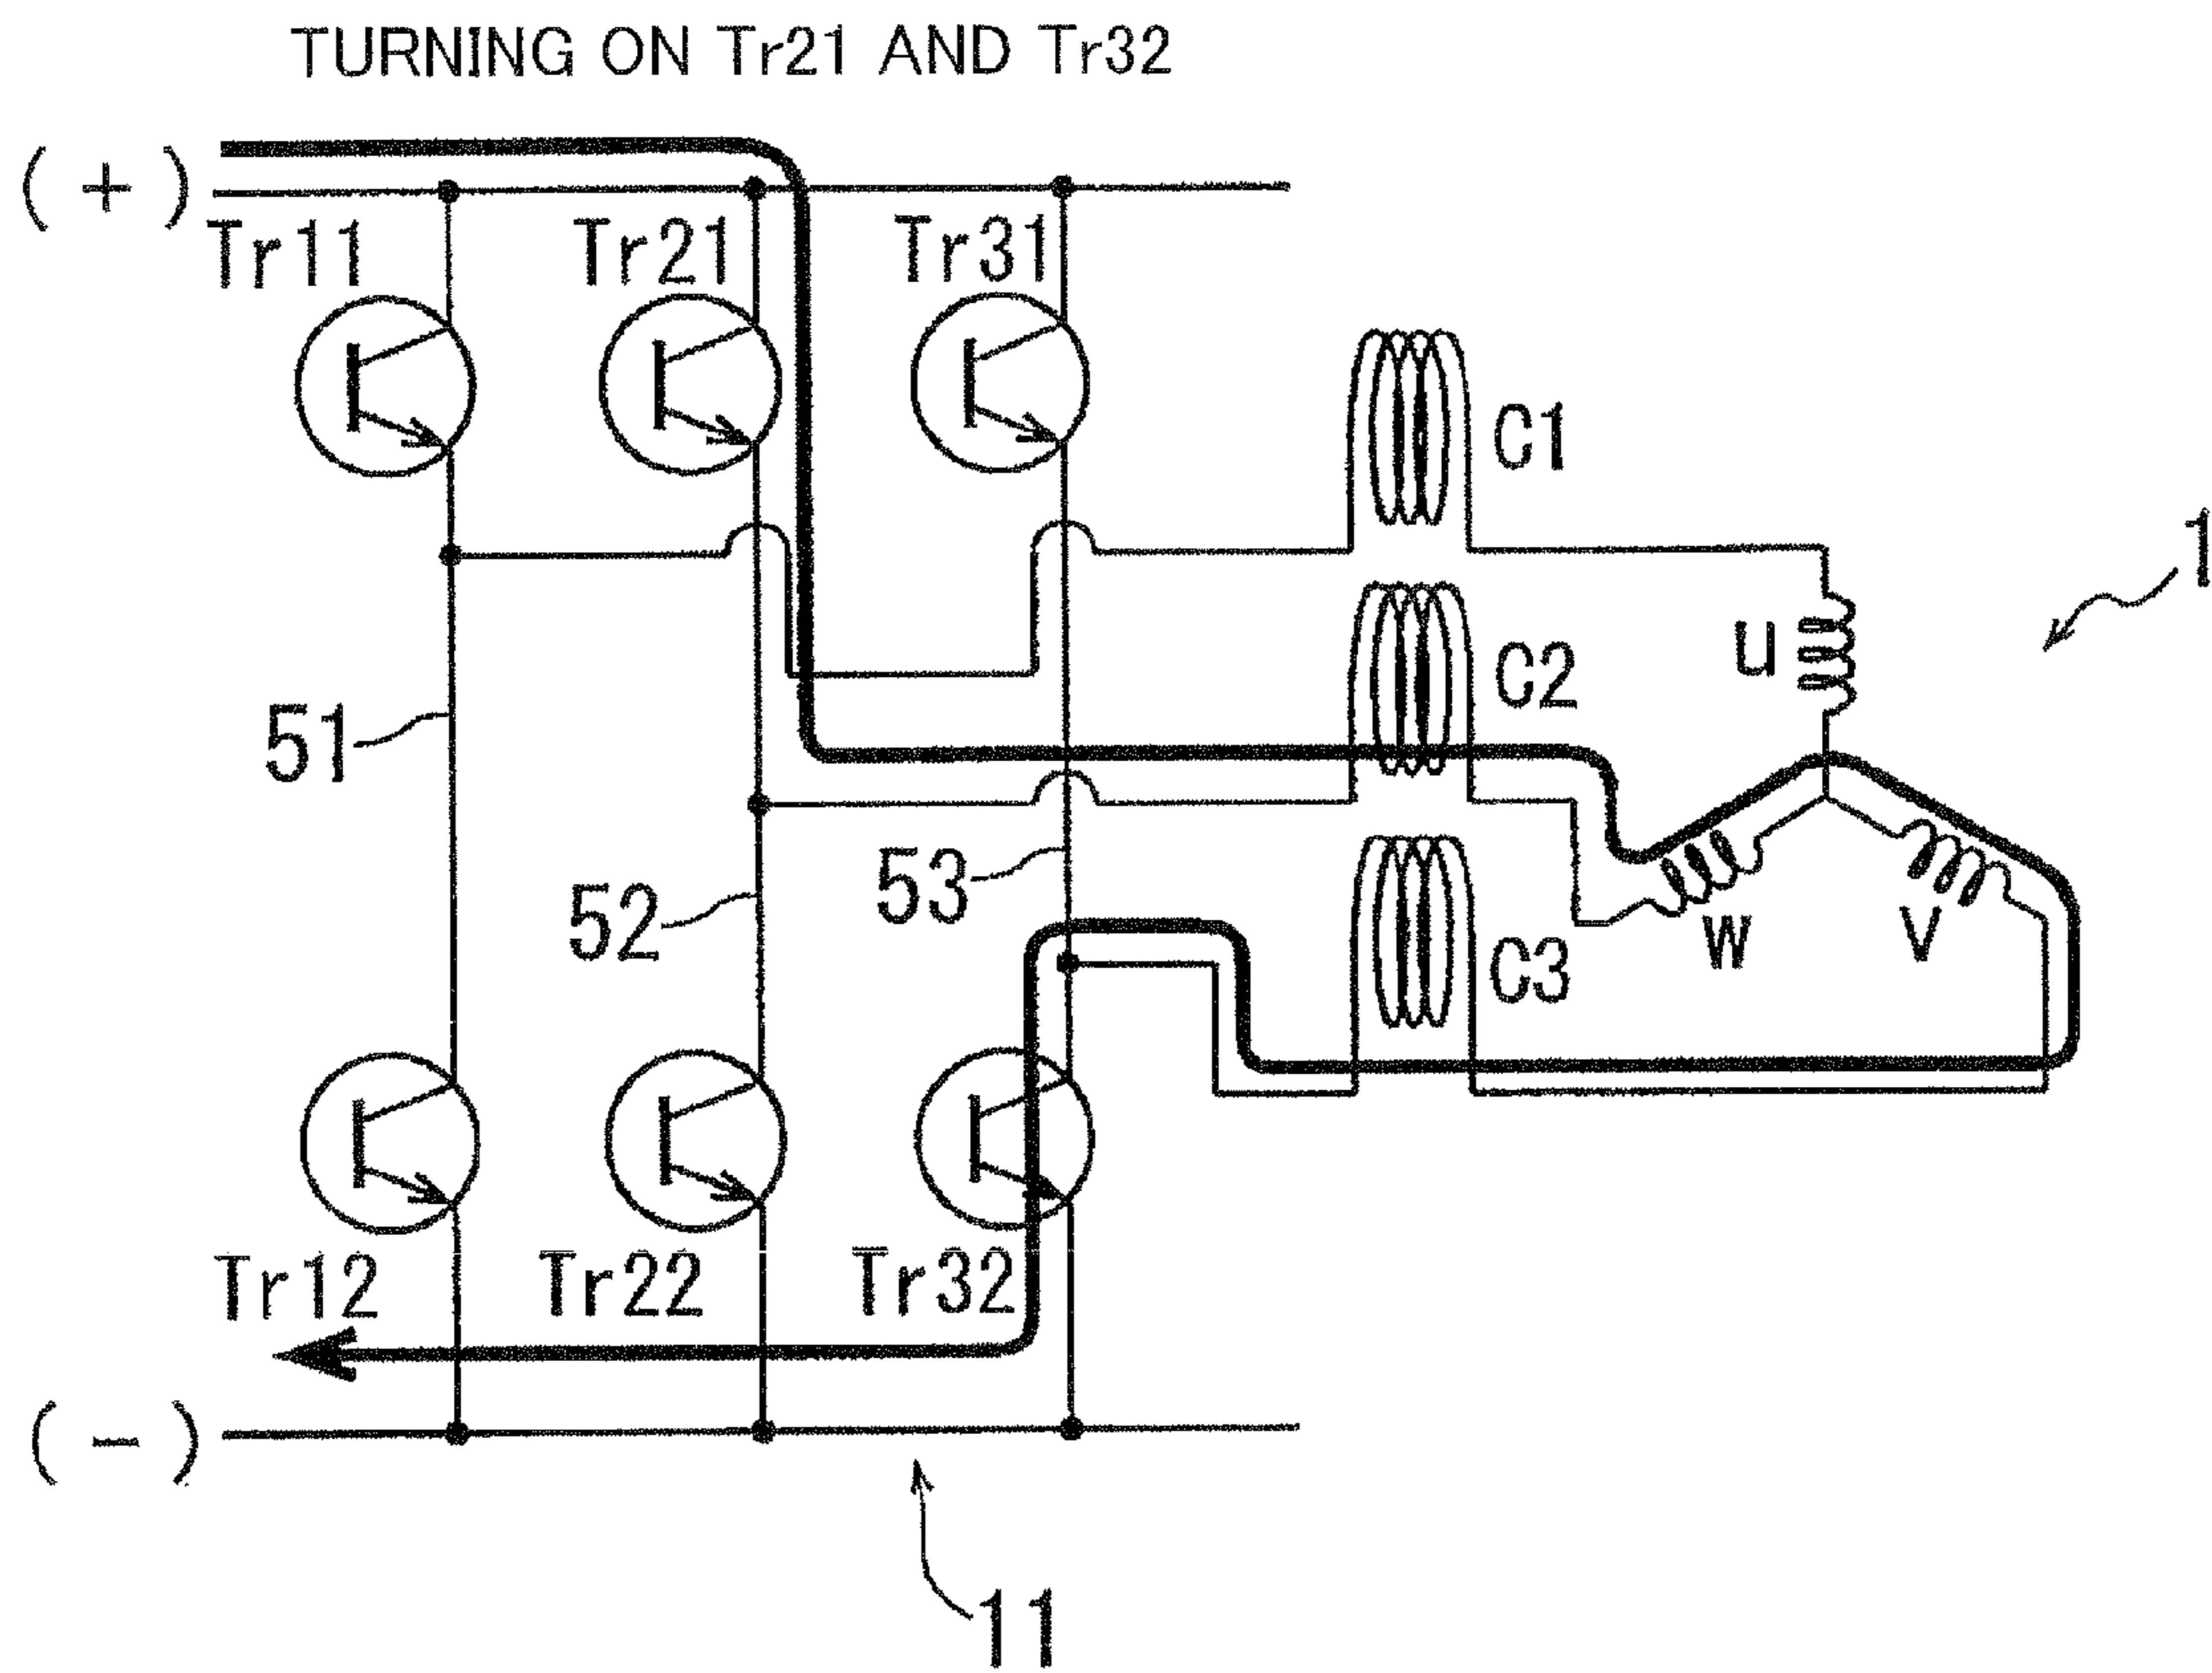 TURNING ON Tr21 AND Tr32
(+)
Tr11 Tr21 Tr31
C1
1
u
C2
51
53
52
W V
C3
Tr12 Tr22 Tr32
(-)
11